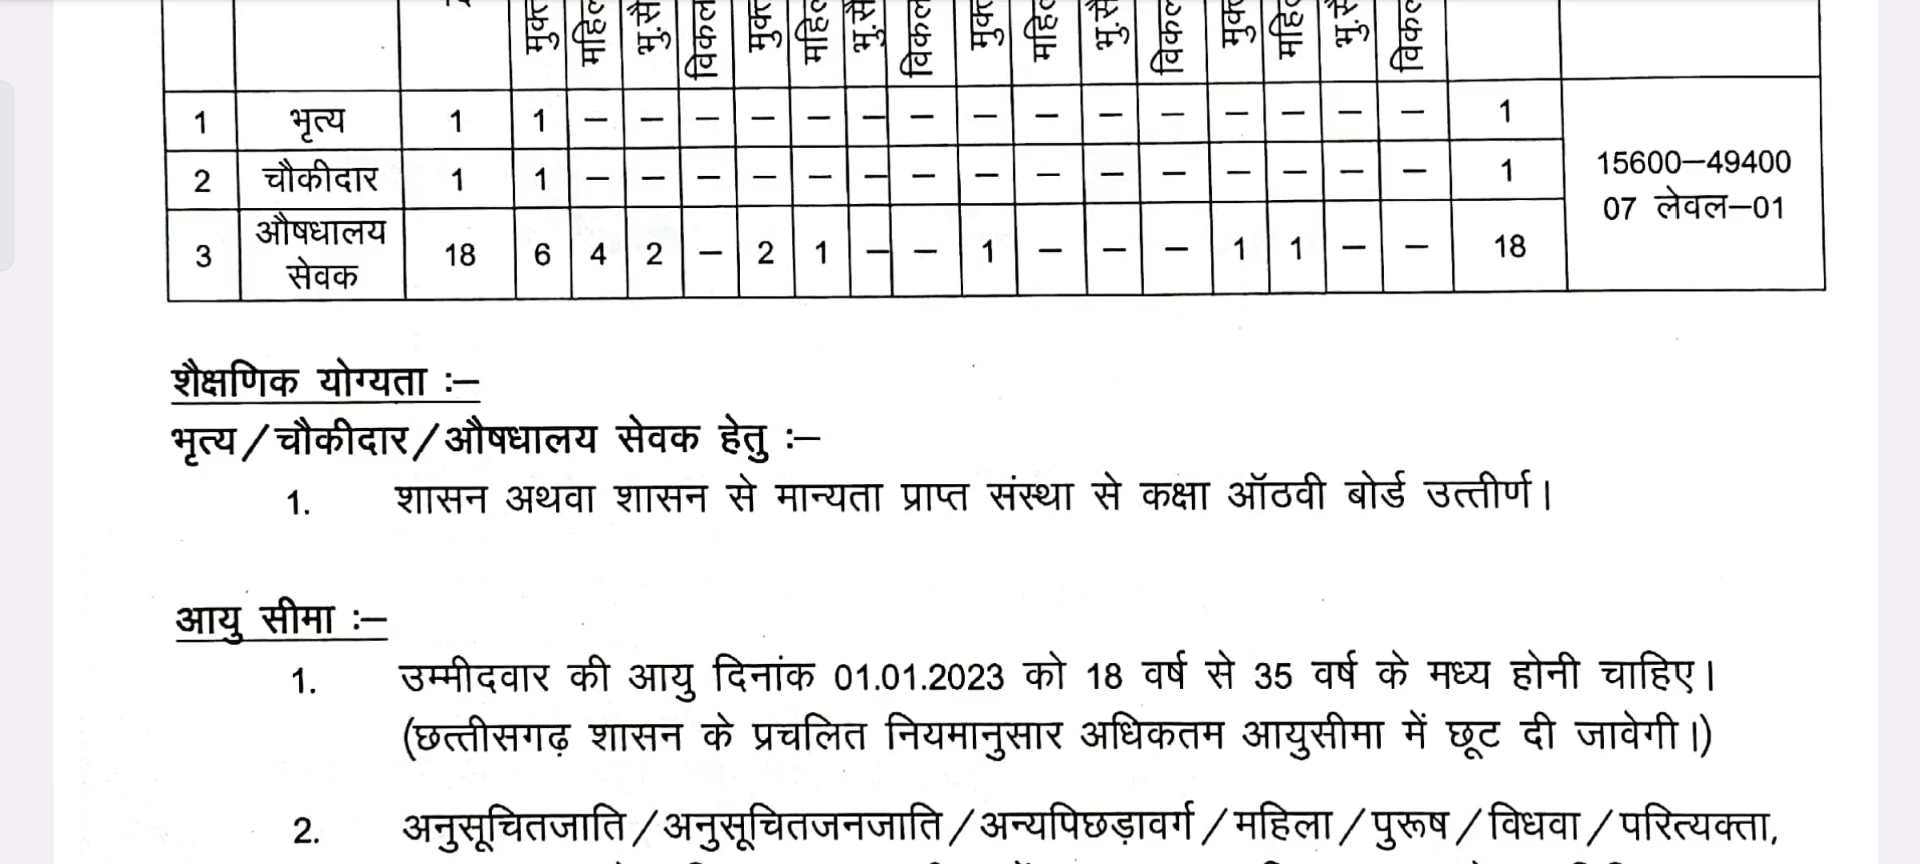 1 भृत्य 1 1 – – – – – – – – – – – – – – – 1
2 चौकीदार 1 1 – – – – – – – – – – – – – – – 1 15600–49400
07 लेवल–01
3 औषधालय सेवक 18 6 4 2 – 2 1 – – 1 – – – 1 1 – – 18
शैक्षणिक योग्यता :–
भृत्य/चौकीदार/औषधालय सेवक हेतु :–
1. शासन अथवा शासन से मान्यता प्राप्त संस्था से कक्षा ऑठवी बोर्ड उत्तीर्ण।
आयु सीमा :–
1. उम्मीदवार की आयु दिनांक 01.01.2023 को 18 वर्ष से 35 वर्ष के मध्य होनी चाहिए।
(छत्तीसगढ़ शासन के प्रचलित नियमानुसार अधिकतम आयुसीमा में छूट दी जावेगी।)
2. अनुसूचितजाति/अनुसूचितजनजाति/अन्यपिछड़ावर्ग/महिला/पुरूष/विधवा/परित्यक्ता,